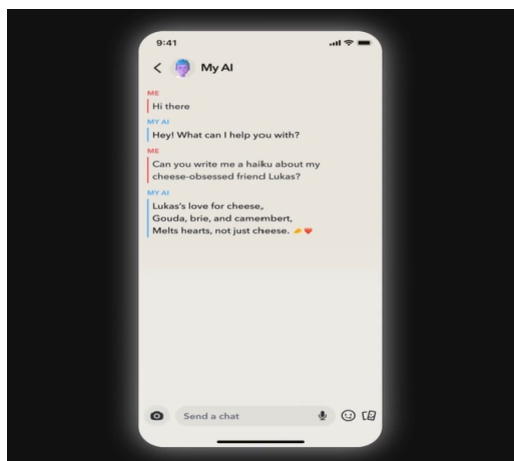 9:41
My AI
ME
Hi there
MY AI
Hey! What can I help you with?
ME
Can you write me a haiku about my
cheese-obsessed friend Lukas?
MY AI
Lukas's love for cheese,
Gouda, brie, and camembert,
Melts hearts, not just cheese. 🧀❤️
Send a chat